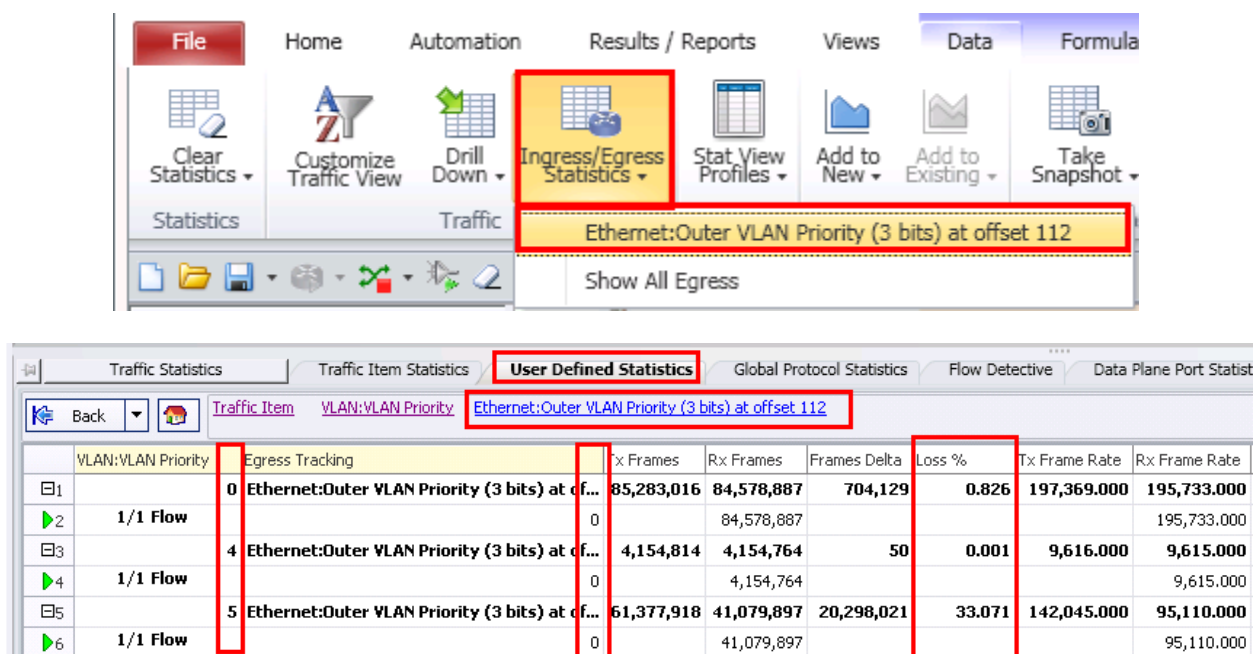 File Home Automation Results / Reports Views Data Formula
Clear Statistics
Customize Traffic View
Drill Down
Ingress/Egress Statistics
Stat View Profiles
Add to New
Add to Existing
Take Snapshot
Statistics Traffic
Ethernet:Outer VLAN Priority (3 bits) at offset 112
Show All Egress
Traffic Statistics Traffic Item Statistics User Defined Statistics Global Protocol Statistics Flow Detective Data Plane Port Statist
Back Traffic Item VLAN:VLAN Priority Ethernet:Outer VLAN Priority (3 bits) at offset 112
VLAN:VLAN Priority Egress Tracking Tx Frames Rx Frames Frames Delta Loss % Tx Frame Rate Rx Frame Rate
1 0 Ethernet:Outer VLAN Priority (3 bits) at of... 85,283,016 84,578,887 704,129 0.826 197,369.000 195,733.000
2 1/1 Flow 0 84,578,887 195,733.000
3 4 Ethernet:Outer VLAN Priority (3 bits) at of... 4,154,814 4,154,764 50 0.001 9,616.000 9,615.000
4 1/1 Flow 0 4,154,764 9,615.000
5 5 Ethernet:Outer VLAN Priority (3 bits) at of... 61,377,918 41,079,897 20,298,021 33.071 142,045.000 95,110.000
6 1/1 Flow 0 41,079,897 95,110.000